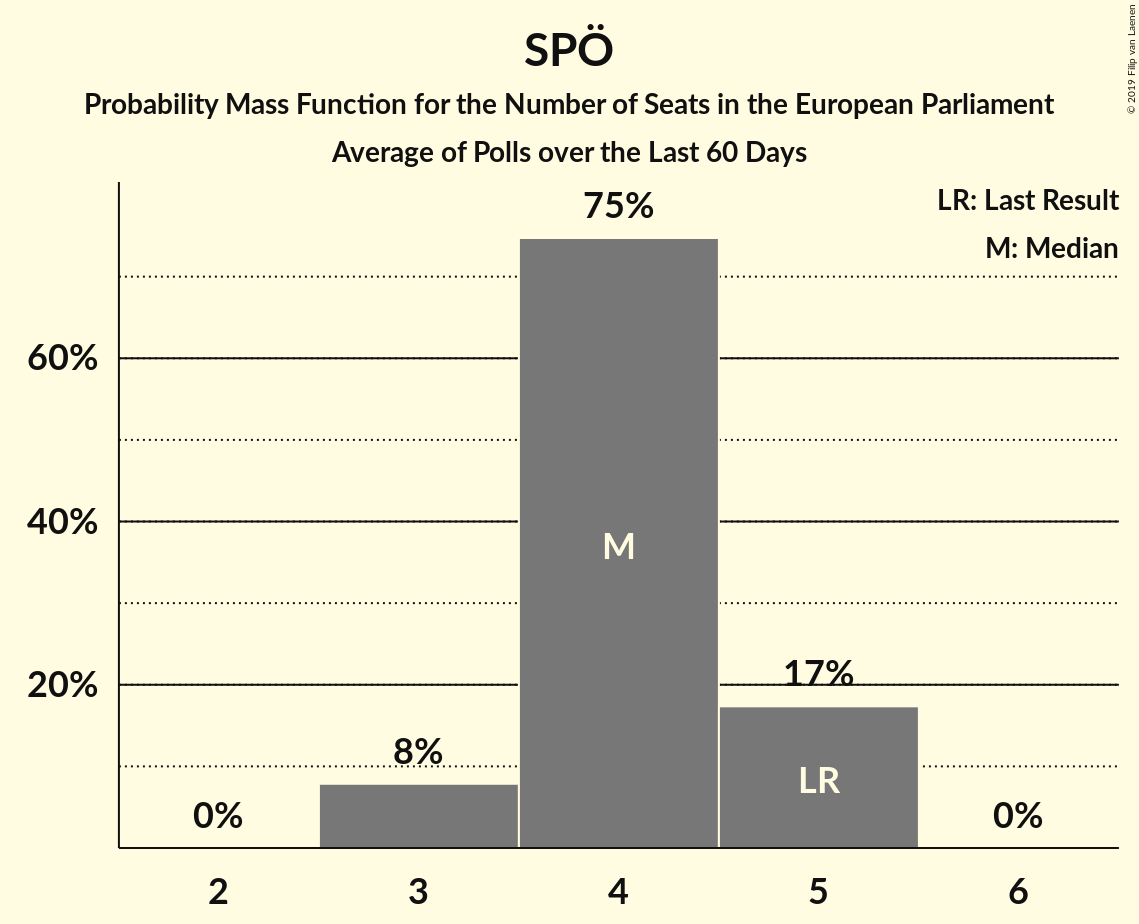 SPÖ
Probability Mass Function for the Number of Seats in the European Parliament
Average of Polls over the Last 60 Days
© 2019 Filip van Laenen
LR: Last Result
M: Median
75%
60%
40%
M
20%
17%
8%
LR
0%
0%
2
3
4
5
6